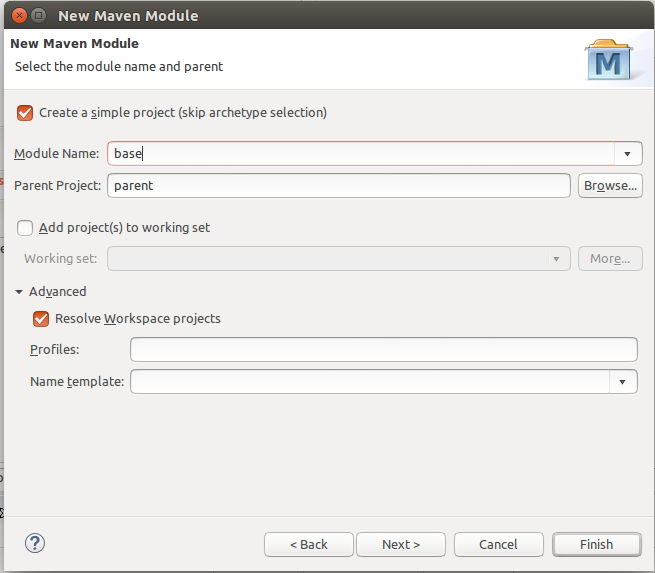 New Maven Module
New Maven Module
Select the module name and parent
M
Create a simple project (skip archetype selection)
Module Name: base
Parent Project: parent Browse...
Add project(s) to working set
Working set: More...
Advanced
Resolve Workspace projects
Profiles:
Name template:
? < Back Next > Cancel Finish